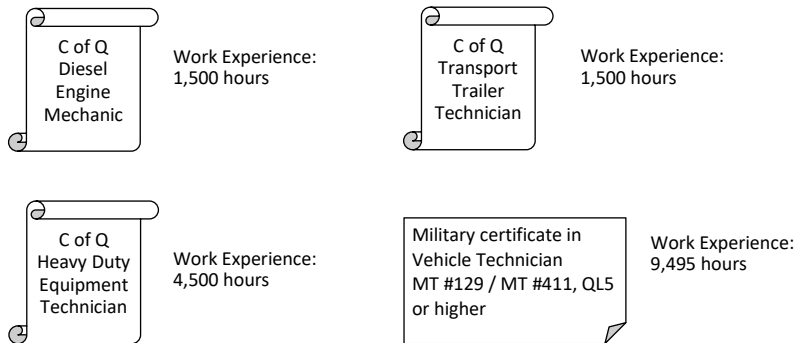 C of Q
Diesel
Engine
Mechanic
Work Experience:
1,500 hours
C of Q
Transport
Trailer
Technician
Work Experience:
1,500 hours
C of Q
Heavy Duty
Equipment
Technician
Work Experience:
4,500 hours
Military certificate in
Vehicle Technician
MT #129 / MT #411, QL5
or higher
Work Experience:
9,495 hours